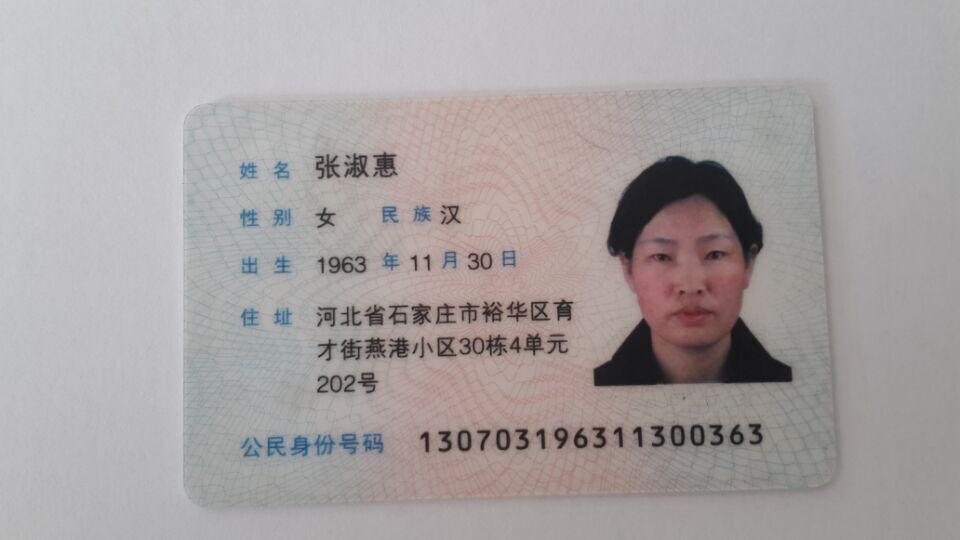 姓名 张淑惠
性别 女 民族 汉
出生 1963 年 11 月 30 日
住址 河北省石家庄市裕华区育
才街燕港小区30栋4单元
202号
公民身份号码 130703196311300363